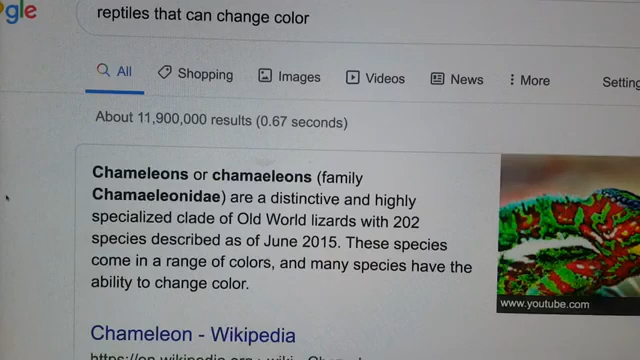 gle
reptiles that can change color
All Shopping Images Videos News More Setting
About 11,900,000 results (0.67 seconds)
Chameleons or chamaeleons (family
Chamaeleonidae) are a distinctive and highly
specialized clade of Old World lizards with 202
species described as of June 2015. These species
come in a range of colors, and many species have the
ability to change color.
www.youtube.com
Chameleon - Wikipedia